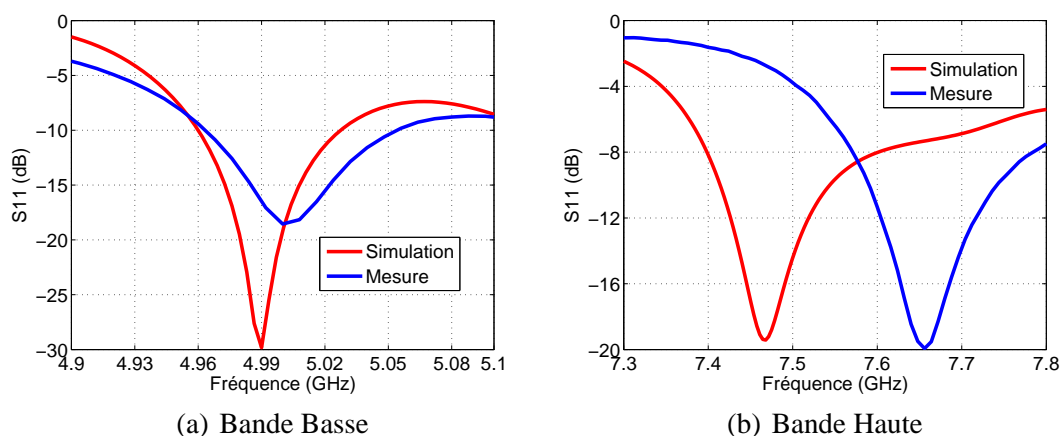 0
−5
−10
−15
−20
−25
−30
S11 (dB)
4.9
4.93
4.96
4.99
5.02
5.05
5.08
5.1
Fréquence (GHz)
Simulation
Mesure
(a) Bande Basse
0
−4
−8
−12
−16
−20
S11 (dB)
7.3
7.4
7.5
7.6
7.7
7.8
Fréquence (GHz)
Simulation
Mesure
(b) Bande Haute